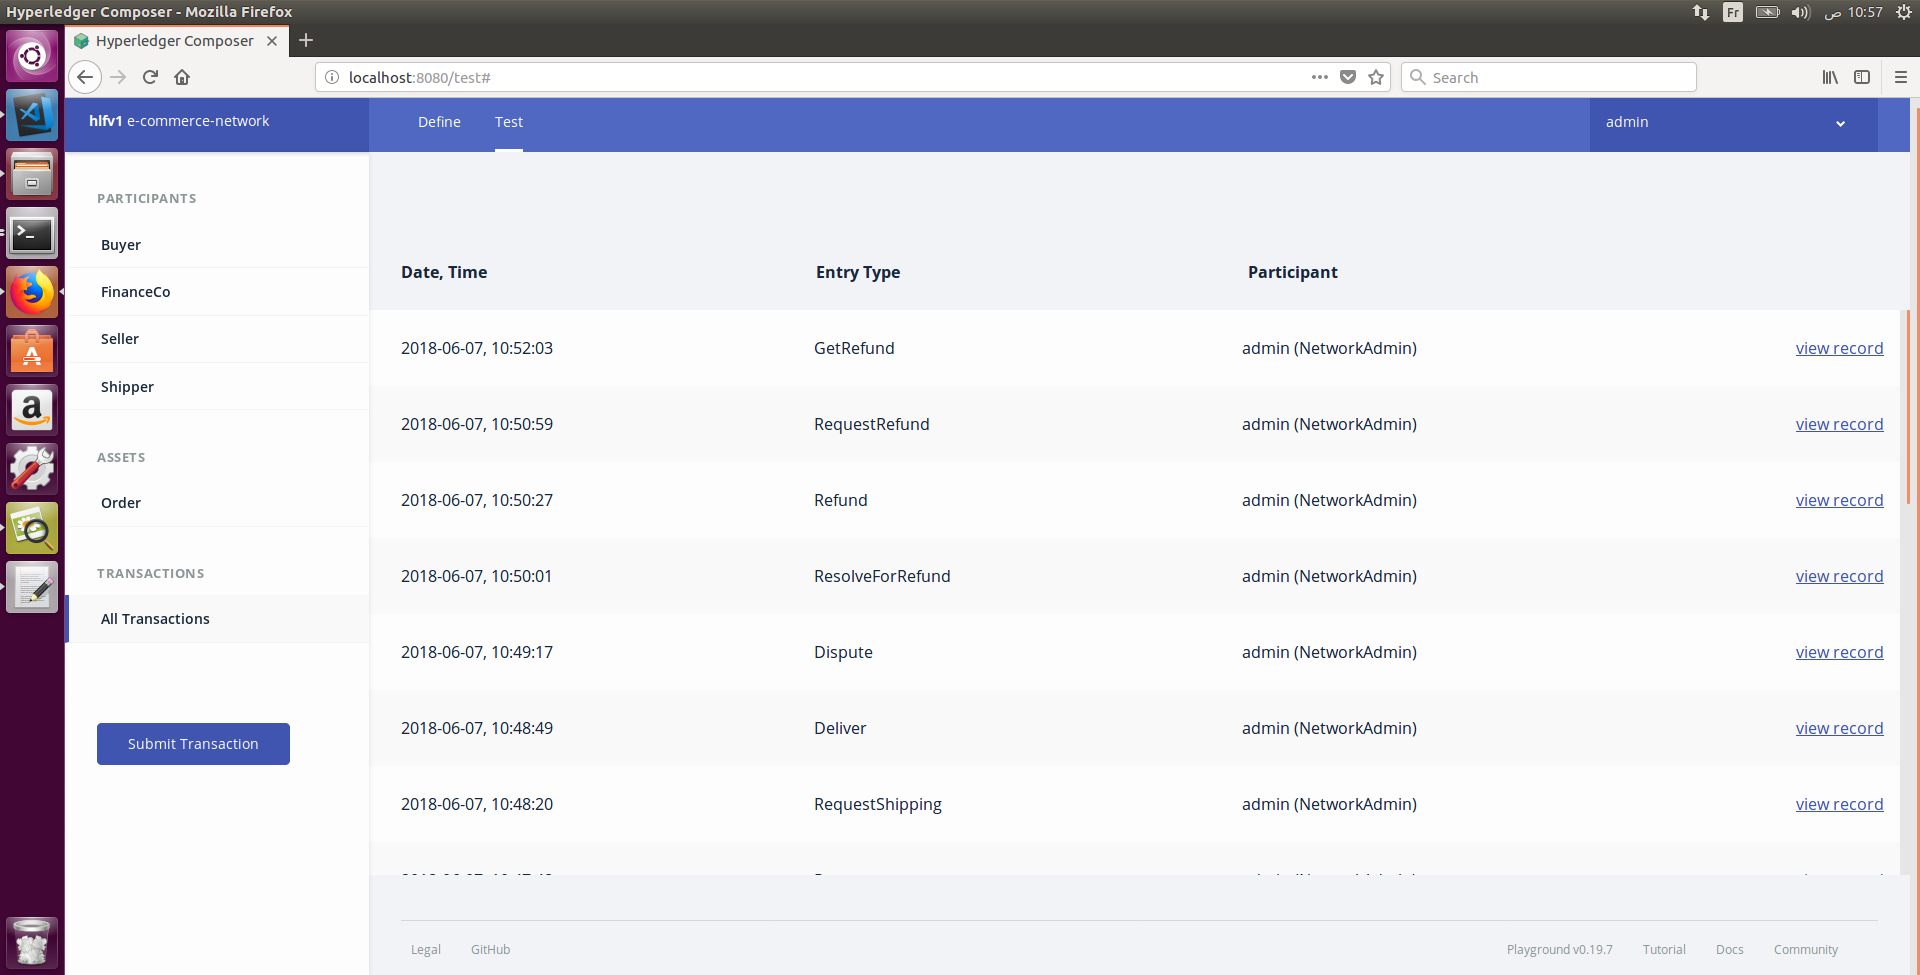 Hyperledger Composer - Mozilla Firefox
Fr
10:57 ص
Hyperledger Composer
localhost:8080/test#
Search
hlfv1 e-commerce-network
Define
Test
admin
PARTICIPANTS
Buyer
FinanceCo
Seller
Shipper
ASSETS
Order
TRANSACTIONS
All Transactions
Submit Transaction
Date, Time Entry Type Participant
2018-06-07, 10:52:03 GetRefund admin (NetworkAdmin) view record
2018-06-07, 10:50:59 RequestRefund admin (NetworkAdmin) view record
2018-06-07, 10:50:27 Refund admin (NetworkAdmin) view record
2018-06-07, 10:50:01 ResolveForRefund admin (NetworkAdmin) view record
2018-06-07, 10:49:17 Dispute admin (NetworkAdmin) view record
2018-06-07, 10:48:49 Deliver admin (NetworkAdmin) view record
2018-06-07, 10:48:20 RequestShipping admin (NetworkAdmin) view record
Legal GitHub Playground v0.19.7 Tutorial Docs Community